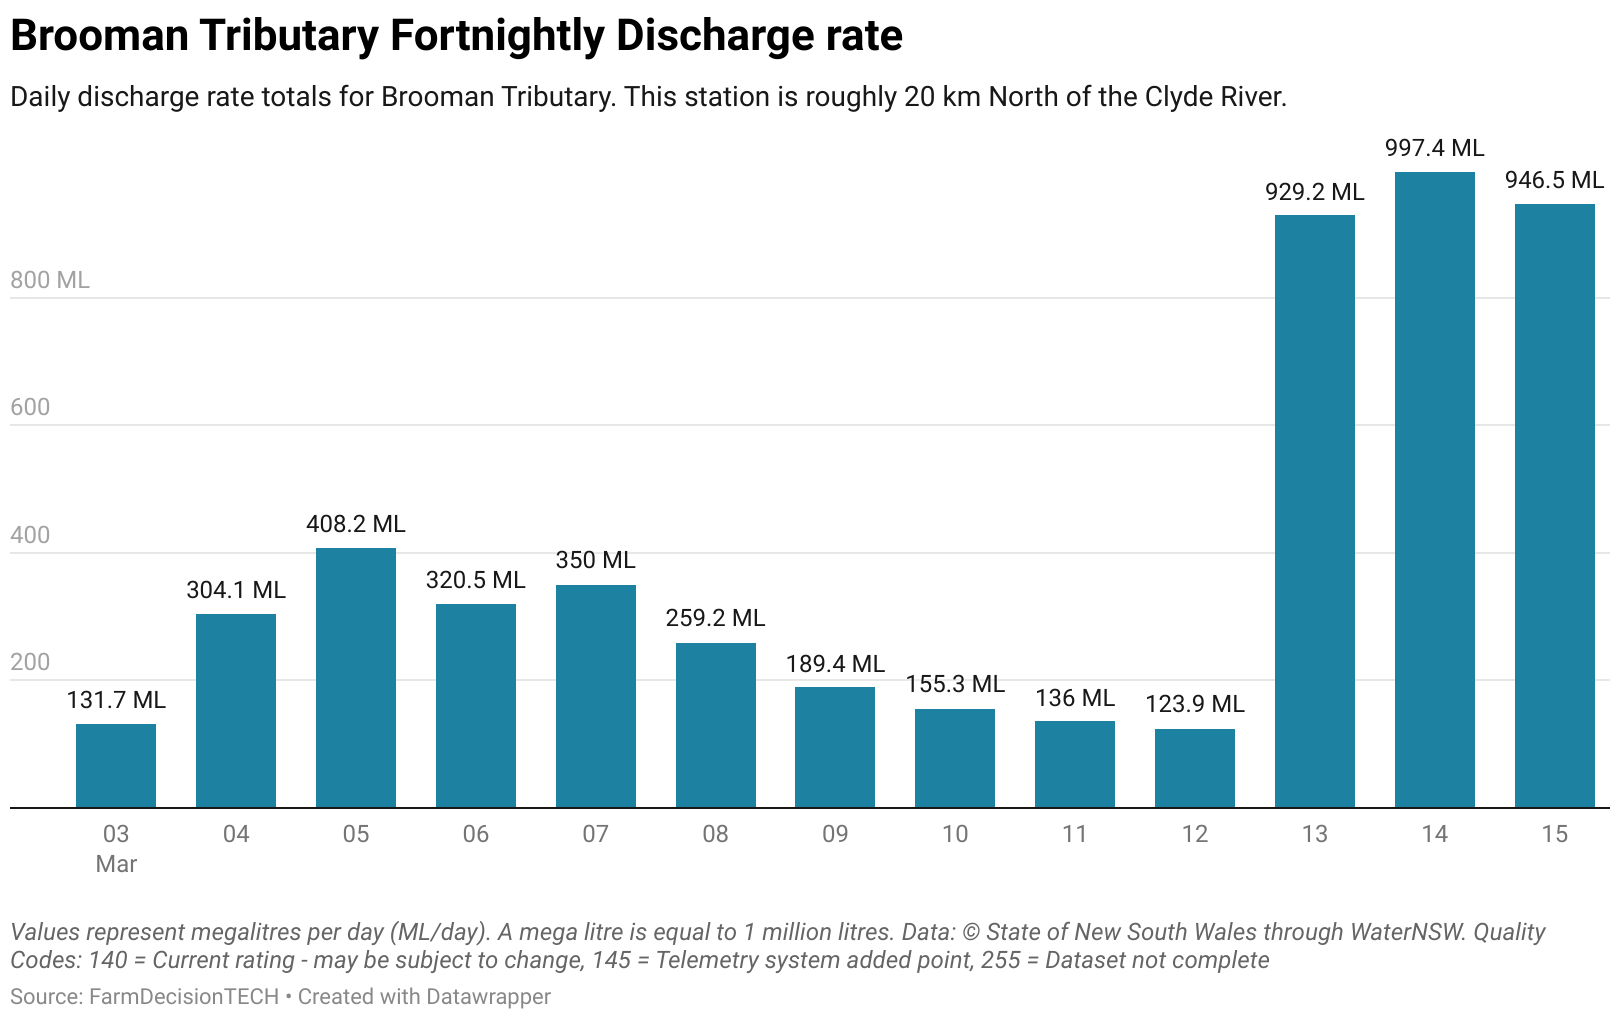 Brooman Tributary Fortnightly Discharge rate
Daily discharge rate totals for Brooman Tributary. This station is roughly 20 km North of the Clyde River.
997.4 ML
946.5 ML
929.2 ML
800 ML
600
400
408.2 ML
350 ML
320.5 ML
304.1 ML
259.2 ML
200
189.4 ML
155.3 ML
131.7 ML
136 ML
123.9 ML
03 04 05 06 07 08 09 10 11 12 13 14 15
Mar
Values represent megalitres per day (ML/day). A mega litre is equal to 1 million litres. Data: © State of New South Wales through WaterNSW. Quality
Codes: 140 = Current rating - may be subject to change, 145 = Telemetry system added point, 255 = Dataset not complete
Source: FarmDecisionTECH • Created with Datawrapper